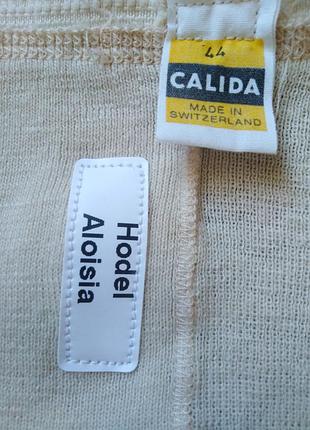 44
CALIDA
MADE IN
SWITZERLAND
Hodel
Aloisia